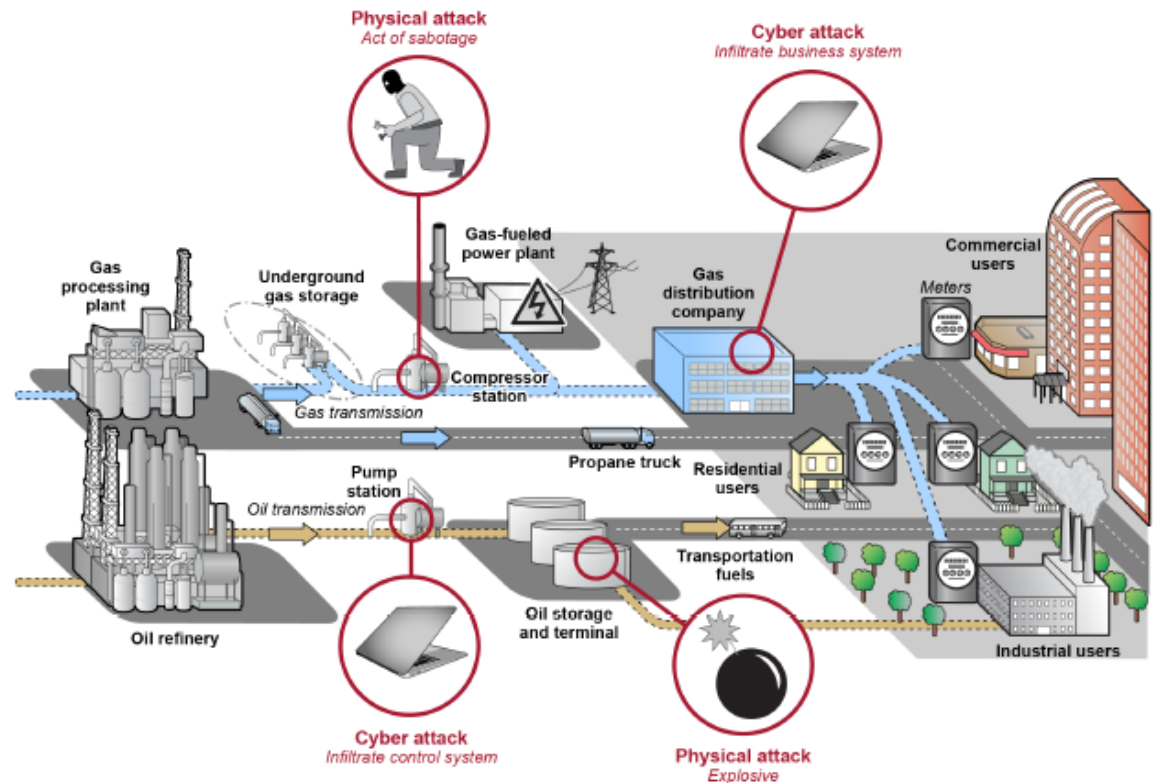 Physical attack
Act of sabotage
Cyber attack
Infiltrate business system
Gas
processing
plant
Underground
gas storage
Gas-fueled
power plant
Gas
distribution
company
Commercial
users
Meters
Compressor
station
Gas transmission
Propane truck
Residential
users
Pump
station
Oil transmission
Transportation
fuels
Oil refinery
Oil storage
and terminal
Industrial users
Cyber attack
Infiltrate control system
Physical attack
Explosive